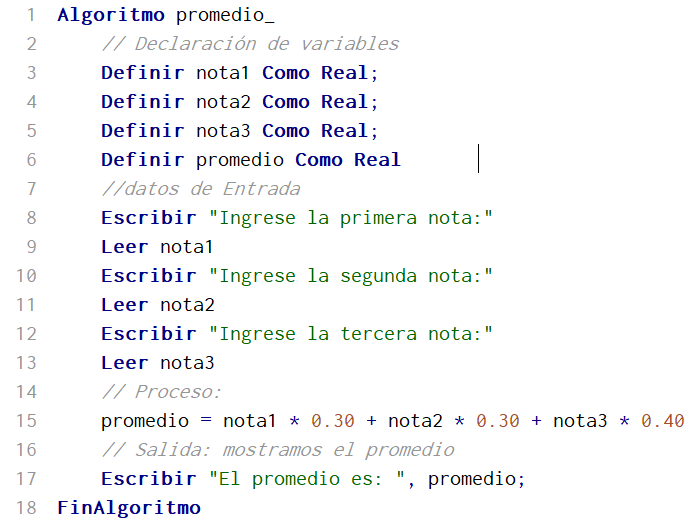 1 Algoritmo promedio_
2 // Declaración de variables
3 Definir nota1 Como Real;
4 Definir nota2 Como Real;
5 Definir nota3 Como Real;
6 Definir promedio Como Real
7 //datos de Entrada
8 Escribir "Ingrese la primera nota:"
9 Leer nota1
10 Escribir "Ingrese la segunda nota:"
11 Leer nota2
12 Escribir "Ingrese la tercera nota:"
13 Leer nota3
14 // Proceso:
15 promedio = nota1 * 0.30 + nota2 * 0.30 + nota3 * 0.40
16 // Salida: mostramos el promedio
17 Escribir "El promedio es: ", promedio;
18 FinAlgoritmo